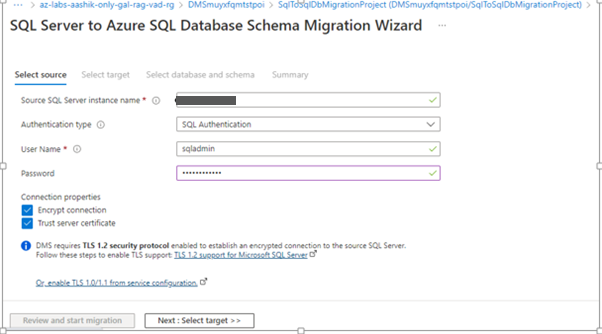 ... > az-labs-aashik-only-gal-rag-vad-rg > DMSmuyxfqmtstpoi > SqlToSqlDbMigrationProject (DMSmuyxfqmtstpoi/SqlToSqlDbMigrationProject) >
SQL Server to Azure SQL Database Schema Migration Wizard ...
Select source Select target Select database and schema Summary
Source SQL Server instance name *
Authentication type SQL Authentication
User Name * sqladmin
Password ············
Connection properties
Encrypt connection
Trust server certificate
DMS requires TLS 1.2 security protocol enabled to establish an encrypted connection to the source SQL Server.
Follow these steps to enable TLS support: TLS 1.2 support for Microsoft SQL Server
Or, enable TLS 1.0/1.1 from service configuration.
Review and start migration Next : Select target >>